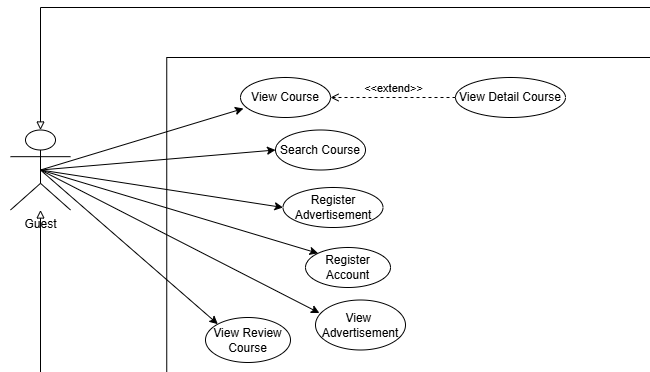 <<extend>>
View Course
View Detail Course
Search Course
Register
Advertisement
Guest
Register
Account
View
Advertisement
View Review
Course